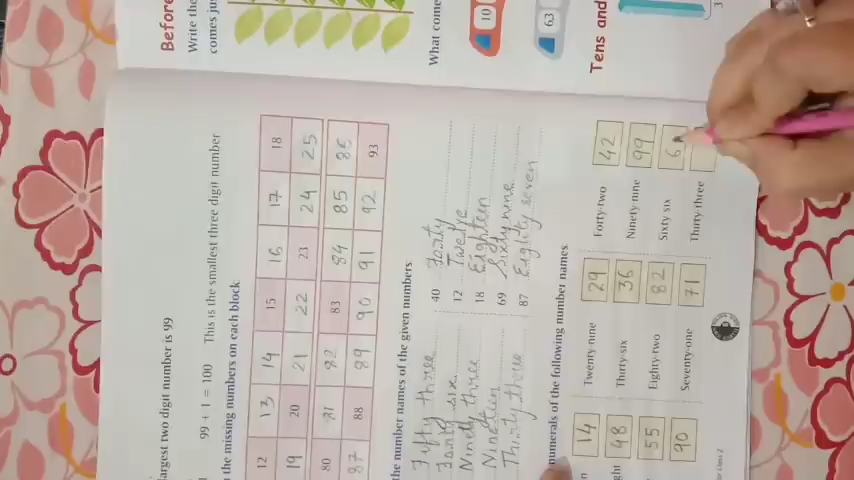 largest two digit number is 99
99 + 1 = 100 This is the smallest three digit number
the missing numbers on each block
12 13 14 15 16 17 18
19 20 21 22 23 24 25
80 81 82 83 84 85 86
87 88 89 90 91 92 93
the number names of the given numbers
Fifty three 40 Forty
Forty six 12 Twelve
Ninety three 18 Eighteen
Nineteen 69 Sixty nine
Thirty three 87 Eighty seven
numerals of the following number names
14 Twenty-nine 29 Forty-two 42
48 Thirty-six 36 Ninety-nine 99
55 Eighty-two 82 Sixty six 6
90 Seventy-one 71 Thirty-three
Before
Write the
comes jus
What come
10
63
Tens and
3